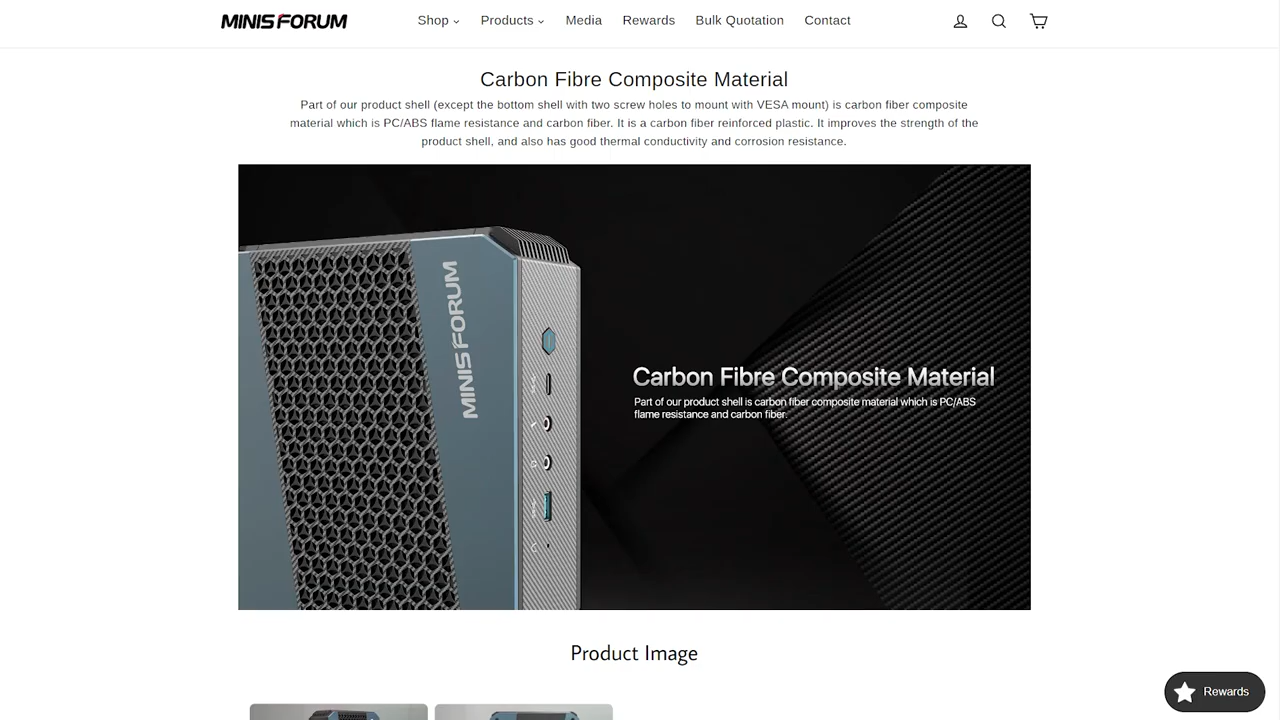 MINISFORUM
Shop
Products
Media
Rewards
Bulk Quotation
Contact
Carbon Fibre Composite Material
Part of our product shell (except the bottom shell with two screw holes to mount with VESA mount) is carbon fiber composite
material which is PC/ABS flame resistance and carbon fiber. It is a carbon fiber reinforced plastic. It improves the strength of the
product shell, and also has good thermal conductivity and corrosion resistance.
MINISFORUM
Carbon Fibre Composite Material
Part of our product shell is carbon fiber composite material which is PC/ABS
flame resistance and carbon fiber.
Product Image
Rewards